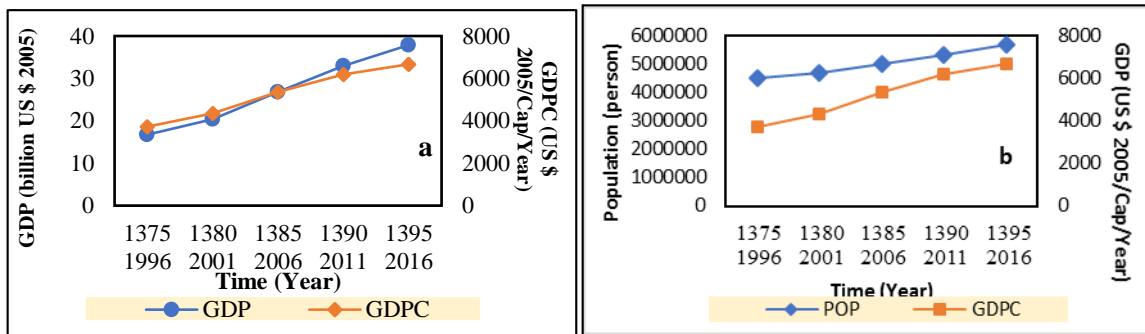 GDP (billion US $ 2005)
40
30
20
10
0
8000
6000
4000
2000
0
GDPC (US $
2005/Cap/Year)
a
1375 1380 1385 1390 1395
1996 2001 2006 2011 2016
Time (Year)
GDP GDPC
Population (person)
6000000
5000000
4000000
3000000
2000000
1000000
0
8000
6000
4000
2000
0
GDP (US $ 2005/Cap/Year)
b
1375 1380 1385 1390 1395
1996 2001 2006 2011 2016
Time (Year)
POP GDPC